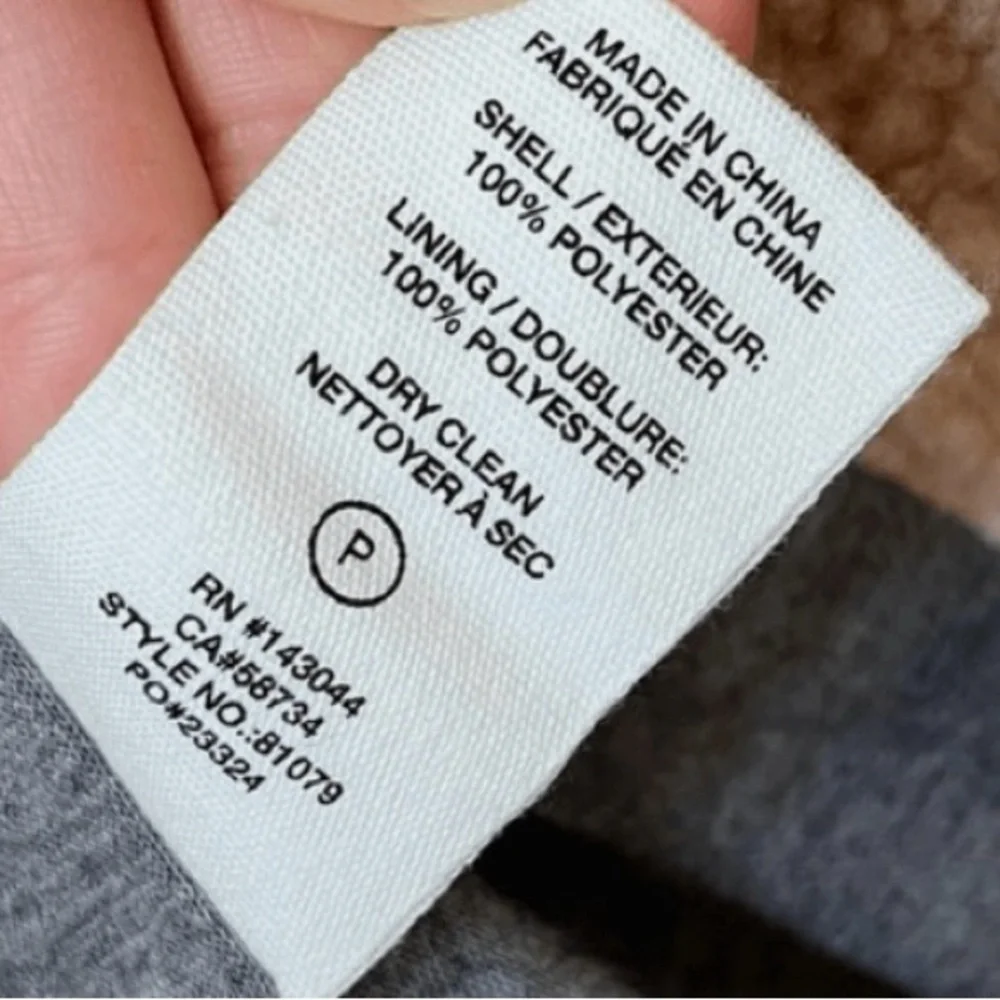 MADE IN CHINA
FABRIQUÉ EN CHINE
SHELL / EXTERIEUR:
100% POLYESTER
LINING / DOUBLURE:
100% POLYESTER
DRY CLEAN
NETTOYER À SEC
P
RN #143044
CA#58734
STYLE NO.:81079
PO#23324